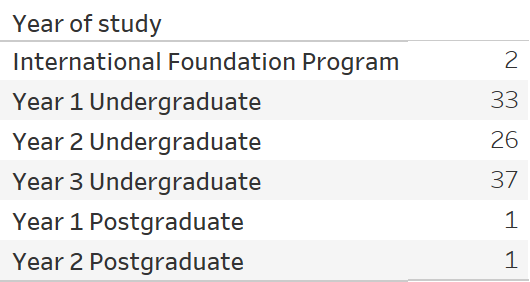 Year of study
International Foundation Program 2
Year 1 Undergraduate 33
Year 2 Undergraduate 26
Year 3 Undergraduate 37
Year 1 Postgraduate 1
Year 2 Postgraduate 1